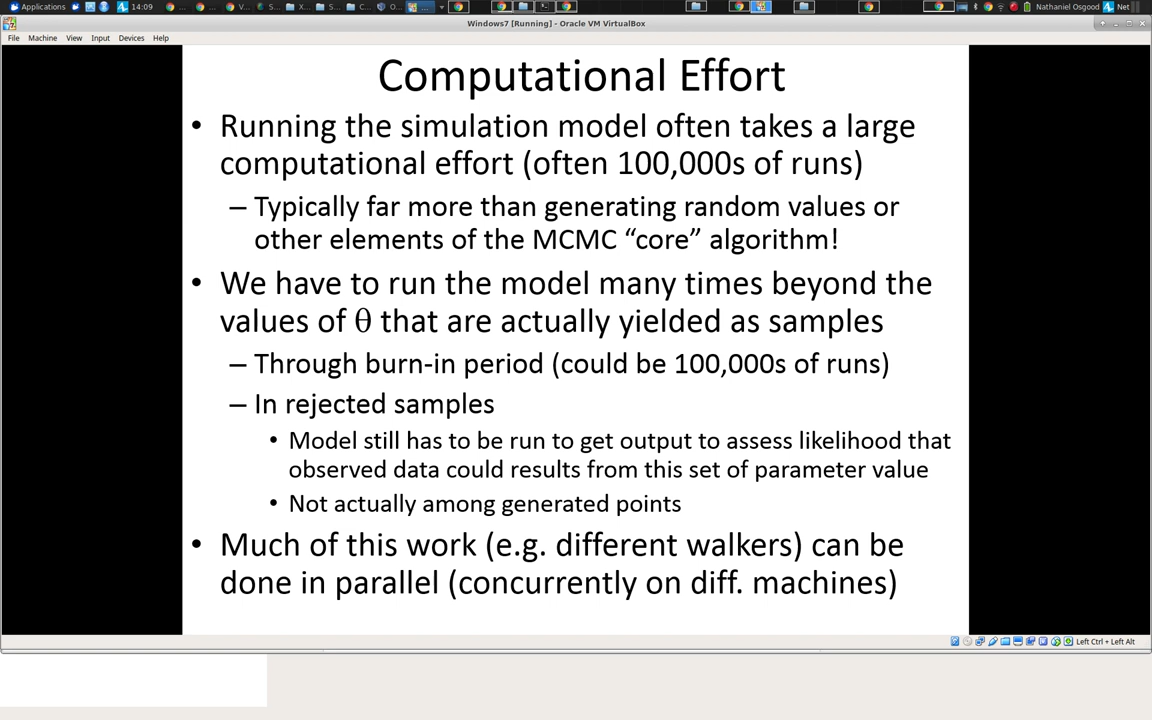 Applications
14:09
Nathaniel Osgood
Net
Windows7 [Running] - Oracle VM VirtualBox
File Machine View Input Devices Help
Computational Effort
• Running the simulation model often takes a large
computational effort (often 100,000s of runs)
– Typically far more than generating random values or
other elements of the MCMC “core” algorithm!
• We have to run the model many times beyond the
values of θ that are actually yielded as samples
– Through burn-in period (could be 100,000s of runs)
– In rejected samples
• Model still has to be run to get output to assess likelihood that
observed data could results from this set of parameter value
• Not actually among generated points
• Much of this work (e.g. different walkers) can be
done in parallel (concurrently on diff. machines)
Left Ctrl + Left Alt